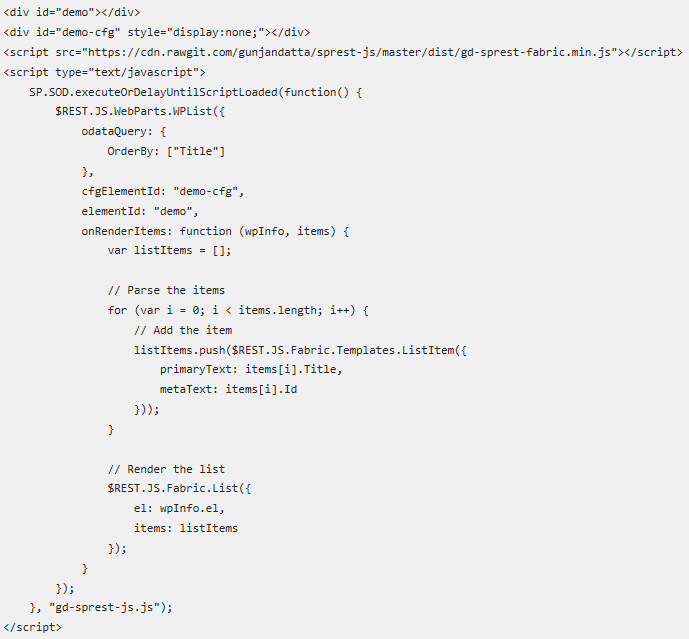 <div id="demo"></div>
<div id="demo-cfg" style="display:none;"></div>
<script src="https://cdn.rawgit.com/gunjandatta/sprest-js/master/dist/gd-sprest-fabric.min.js"></script>
<script type="text/javascript">
    SP.SOD.executeOrDelayUntilScriptLoaded(function() {
        $REST.JS.WebParts.WPList({
            odataQuery: {
                OrderBy: ["Title"]
            },
            cfgElementId: "demo-cfg",
            elementId: "demo",
            onRenderItems: function (wpInfo, items) {
                var listItems = [];

                // Parse the items
                for (var i = 0; i < items.length; i++) {
                    // Add the item
                    listItems.push($REST.JS.Fabric.Templates.ListItem({
                        primaryText: items[i].Title,
                        metaText: items[i].Id
                    }));
                }

                // Render the list
                $REST.JS.Fabric.List({
                    el: wpInfo.el,
                    items: listItems
                });
            }
        });
    }, "gd-sprest-js.js");
</script>